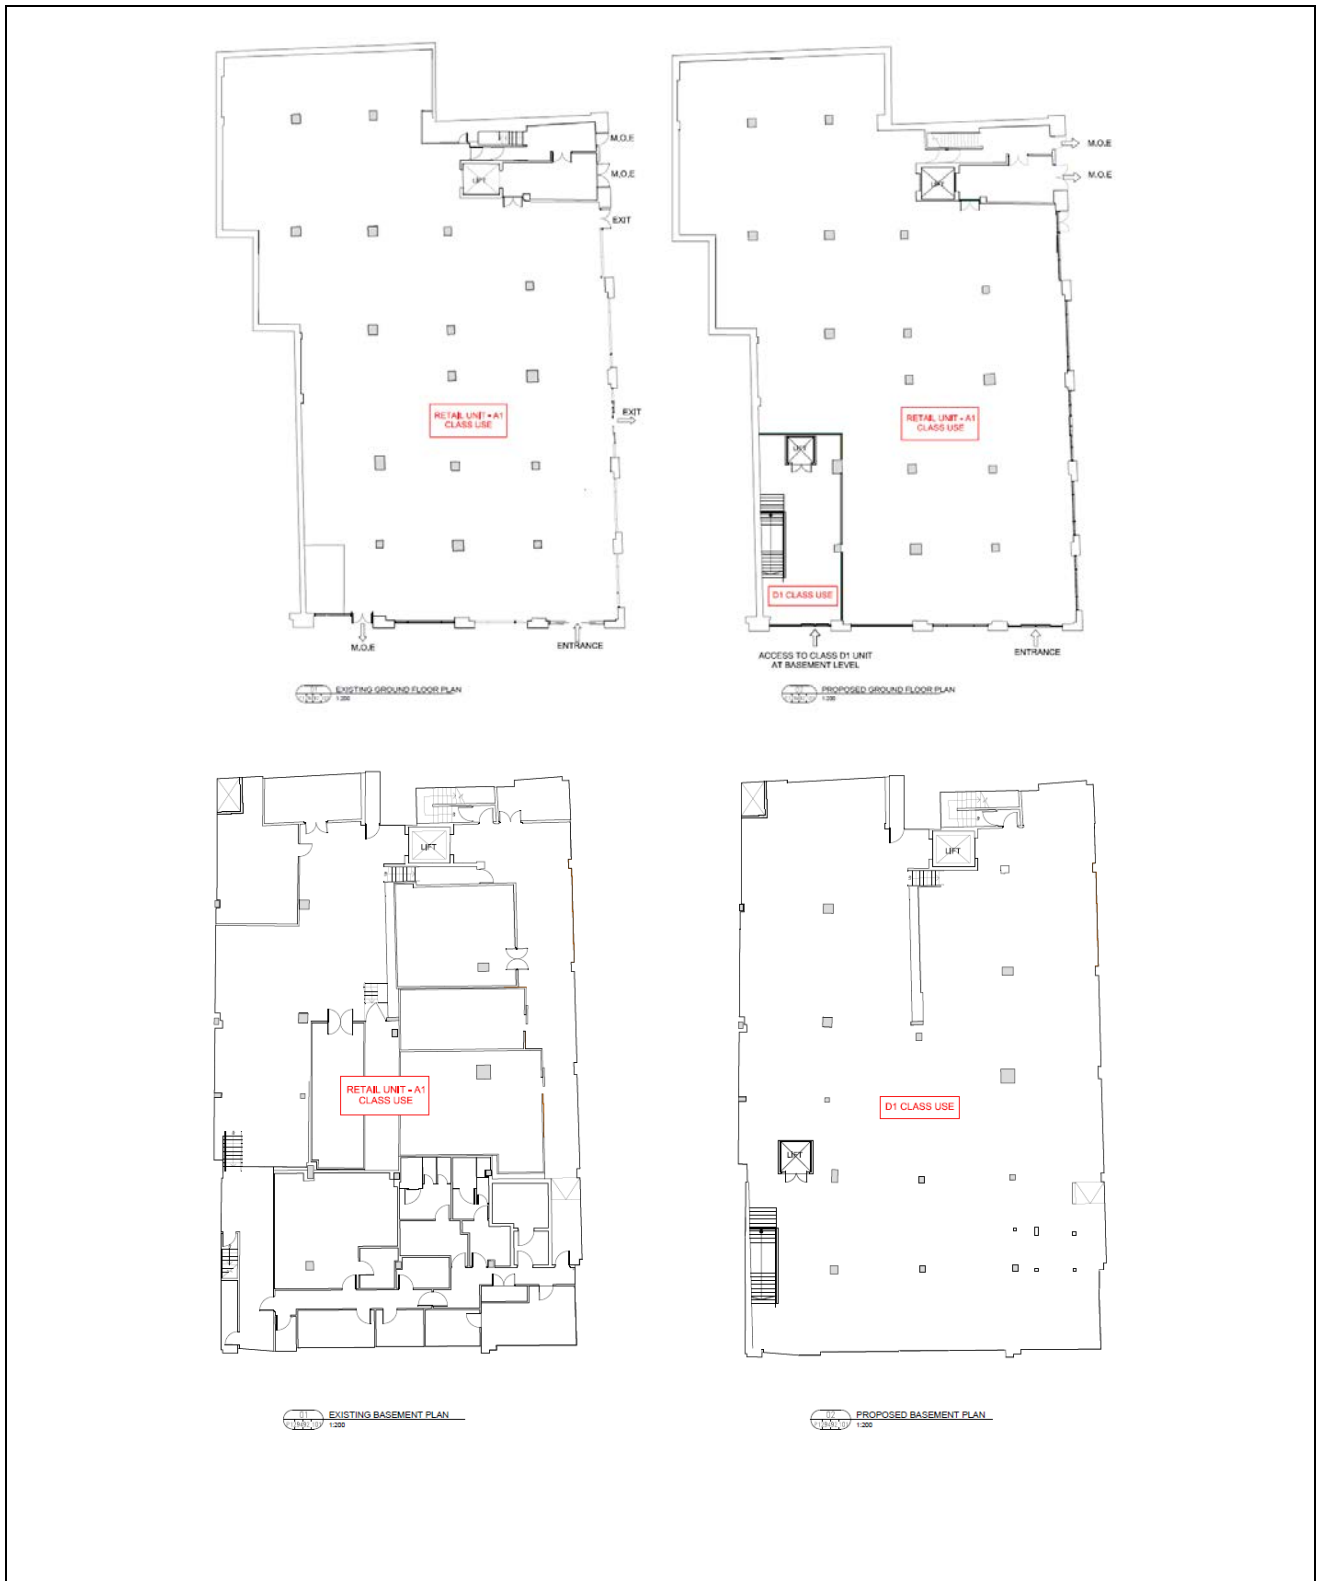 M.O.E
M.O.E
LIFT
EXIT
EXIT
RETAIL UNIT - A1
CLASS USE
M.O.E
ENTRANCE
01
EXISTING GROUND FLOOR PLAN
1:200
M.O.E
M.O.E
LIFT
RETAIL UNIT - A1
CLASS USE
LIFT
D1 CLASS USE
ACCESS TO CLASS D1 UNIT
AT BASEMENT LEVEL
ENTRANCE
PROPOSED GROUND FLOOR PLAN
1:200
LIFT
RETAIL UNIT - A1
CLASS USE
01
EXISTING BASEMENT PLAN
1:200
LIFT
D1 CLASS USE
LIFT
02
PROPOSED BASEMENT PLAN
1:200